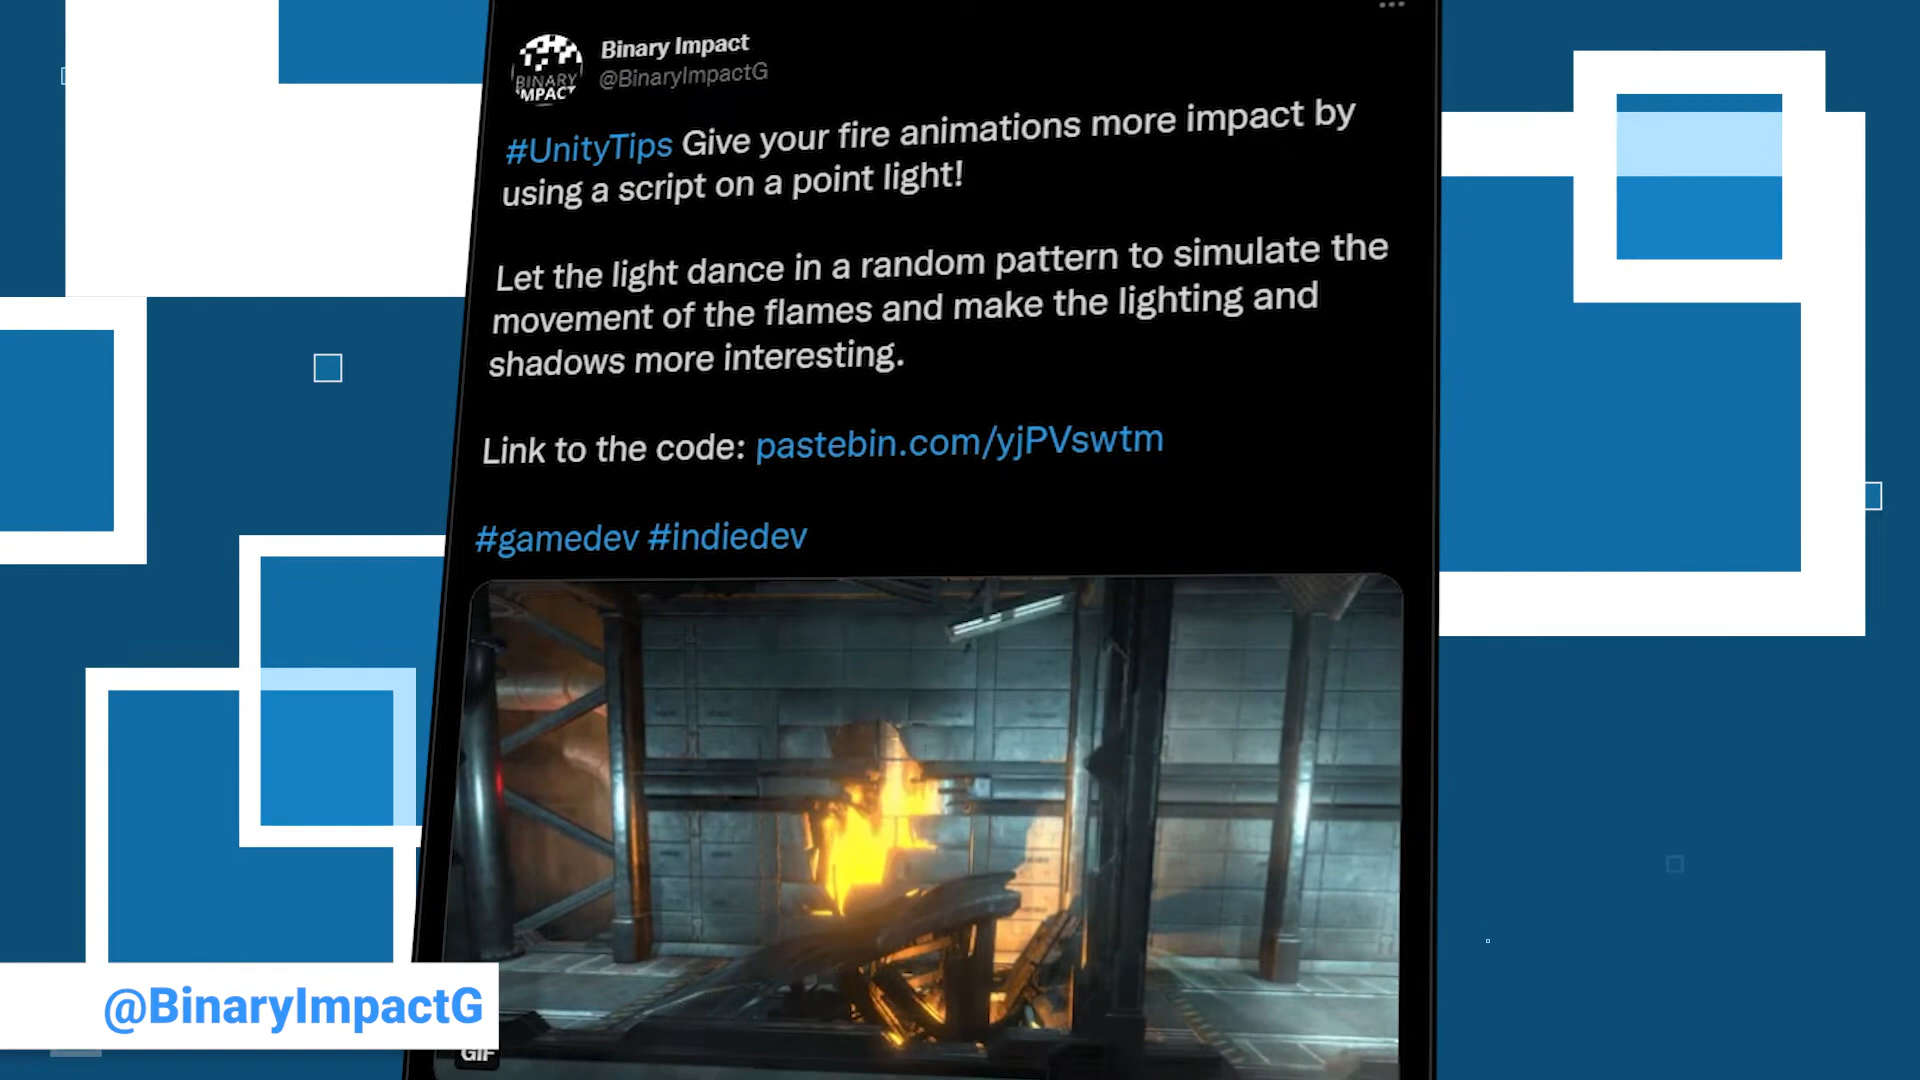 Binary Impact
@BinaryImpactG
BINARY
IMPACT
#UnityTips Give your fire animations more impact by
using a script on a point light!
Let the light dance in a random pattern to simulate the
movement of the flames and make the lighting and
shadows more interesting.
Link to the code: pastebin.com/yjPVswtm
#gamedev #indiedev
GIF
@BinaryImpactG